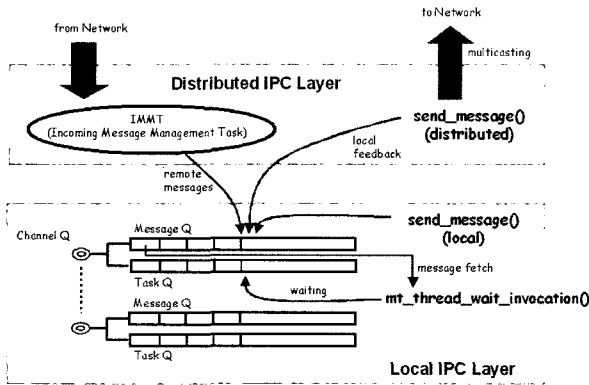 from Network
to Network
multicasting
Distributed IPC Layer
IMMT
(Incoming Message Management Task)
send_message()
(distributed)
local
feedback
remote
messages
send_message()
(local)
Channel Q
Message Q
message fetch
Task Q
waiting
mt_thread_wait_invocation()
Message Q
Task Q
Local IPC Layer